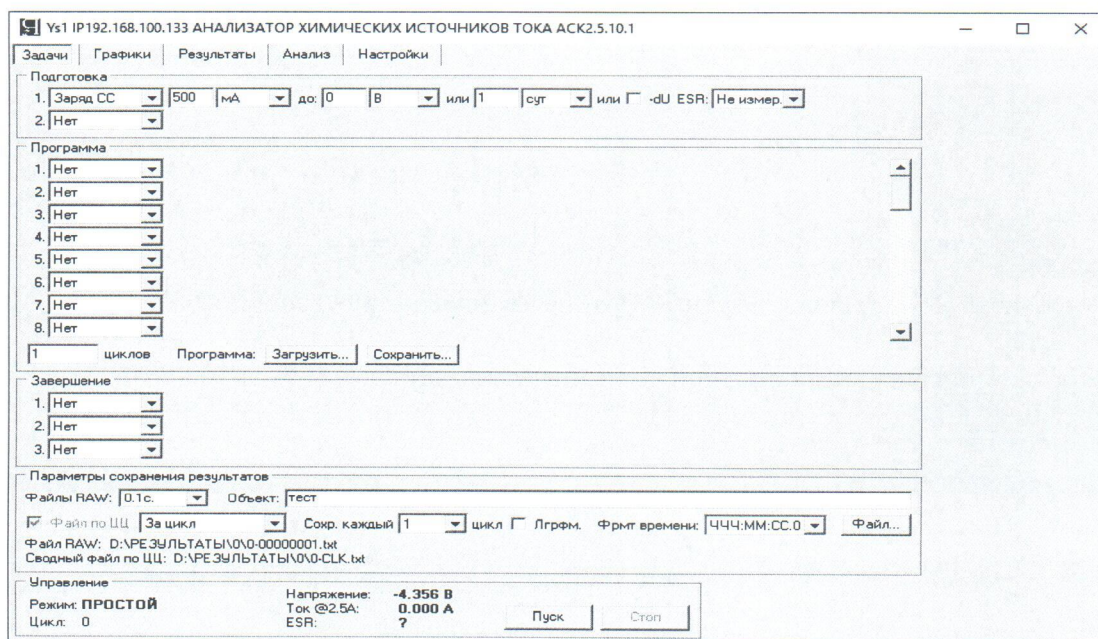 Ys1 IP192.168.100.133 АНАЛИЗАТОР ХИМИЧЕСКИХ ИСТОЧНИКОВ ТОКА АСК2.5.10.1
Задачи Графики Результаты Анализ Настройки
Подготовка
1. Заряд СС 500 мА до: 0 В или 1 сут или -dU ESR: Не измер.
2. Нет
Программа
1. Нет
2. Нет
3. Нет
4. Нет
5. Нет
6. Нет
7. Нет
8. Нет
1 циклов Программа: Загрузить... Сохранить...
Завершение
1. Нет
2. Нет
3. Нет
Параметры сохранения результатов
Файлы RAW: 0.1с. Объект: тест
Файл по ЦЦ За цикл Сохр. каждый 1 цикл Лгрфм. Фрмт времени: ЧЧЧ:ММ:СС.0 Файл...
Файл RAW: D:\РЕЗУЛЬТАТЫ\0\0-00000001.txt
Сводный файл по ЦЦ: D:\РЕЗУЛЬТАТЫ\0\0-CLK.txt
Управление
Режим: ПРОСТОЙ
Цикл: 0
Напряжение: -4.356 В
Ток @2.5А: 0.000 А
ESR: ?
Пуск Стоп